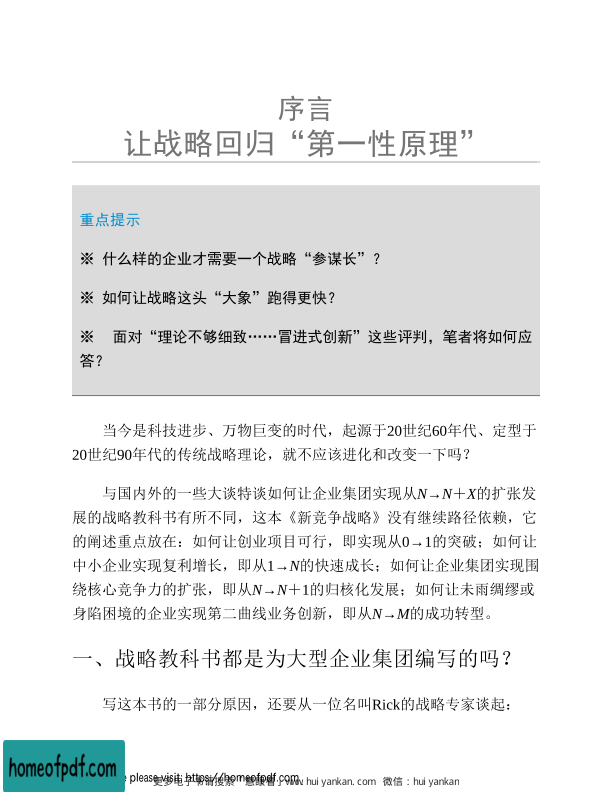 序言
让战略回归“第一性原理”
重点提示
※ 什么样的企业才需要一个战略“参谋长”？
※ 如何让战略这头“大象”跑得更快？
※ 面对“理论不够细致……冒进式创新”这些评判，笔者将如何应
答？
当今是科技进步、万物巨变的时代，起源于20世纪60年代、定型于
20世纪90年代的传统战略理论，就不应该进化和改变一下吗？
与国内外的一些大谈特谈如何让企业集团实现从N→N＋X的扩张发
展的战略教科书有所不同，这本《新竞争战略》没有继续路径依赖，它
的阐述重点放在：如何让创业项目可行，即实现从0→1的突破；如何让
中小企业实现复利增长，即从1→N的快速成长；如何让企业集团实现围
绕核心竞争力的扩张，即从N→N＋1的归核化发展；如何让未雨绸缪或
身陷困境的企业实现第二曲线业务创新，即从N→M的成功转型。
一、战略教科书都是为大型企业集团编写的吗？
写这本书的一部分原因，还要从一位名叫Rick的战略专家谈起：
homeofpdf.com
please visit: https://homeofpdf.com
更多电子书请搜索 慧眼看 www.huiyankan.com 微信：huiyankan